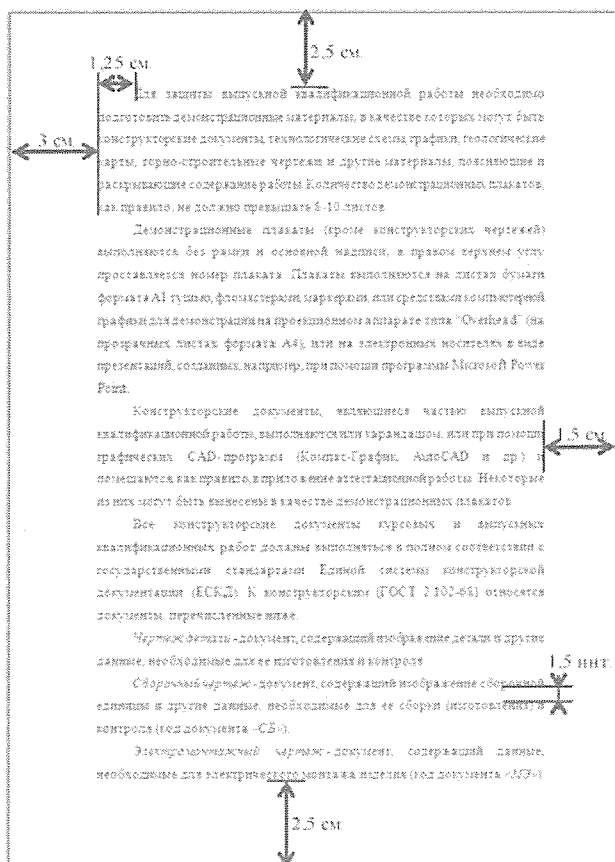 2,5 см.
1,25 см.
Для защиты выпускной квалификационной работы необходимо
подготовить демонстрационные материалы, в качестве которых могут быть
3 см.
конструкторские документы, технологические схемы, графики, геологические
карты, горно-строительные чертежи и другие материалы, поясняющие и
раскрывающие содержание работы. Количество демонстрационных плакатов,
как правило, не должно превышать 6-10 листов.
Демонстрационные плакаты (кроме конструкторских чертежей)
выполняются без рамки и основной надписи, в правом верхнем углу
проставляется номер плаката. Плакаты выполняются на листах бумаги
формата А1 тушью, фломастерами, маркерами, или средствами компьютерной
графики для демонстрации на проекционном аппарате типа "Overhead" (на
прозрачных листах формата А4), или на электронных носителях в виде
презентаций, созданных, например, при помощи программы Microsoft Power
Point.
Конструкторские документы, являющиеся частью выпускной
квалификационной работы, выполняются или карандашом, или при помощи
1,5 см.
графических CAD-программ (Компас-График, AutoCAD и др.) и
помещаются, как правило, в приложение аттестационной работы. Некоторые
из них могут быть вынесены в качестве демонстрационных плакатов.
Все конструкторские документы курсовых и выпускных
квалификационных работ должны выполняться в полном соответствии с
государственными стандартами Единой системы конструкторской
документации (ЕСКД). К конструкторским (ГОСТ 2.102-68) относятся
документы, перечисленные ниже.
Чертеж детали - документ, содержащий изображение детали и другие
данные, необходимые для ее изготовления и контроля.
1,5 инт.
Сборочный чертеж - документ, содержащий изображение сборочной
единицы и другие данные, необходимые для ее сборки (изготовления) и
контроля (код документа «СБ»).
Электромонтажный чертеж - документ, содержащий данные,
необходимые для электрического монтажа изделия (код документа «МЭ»).
2,5 см.